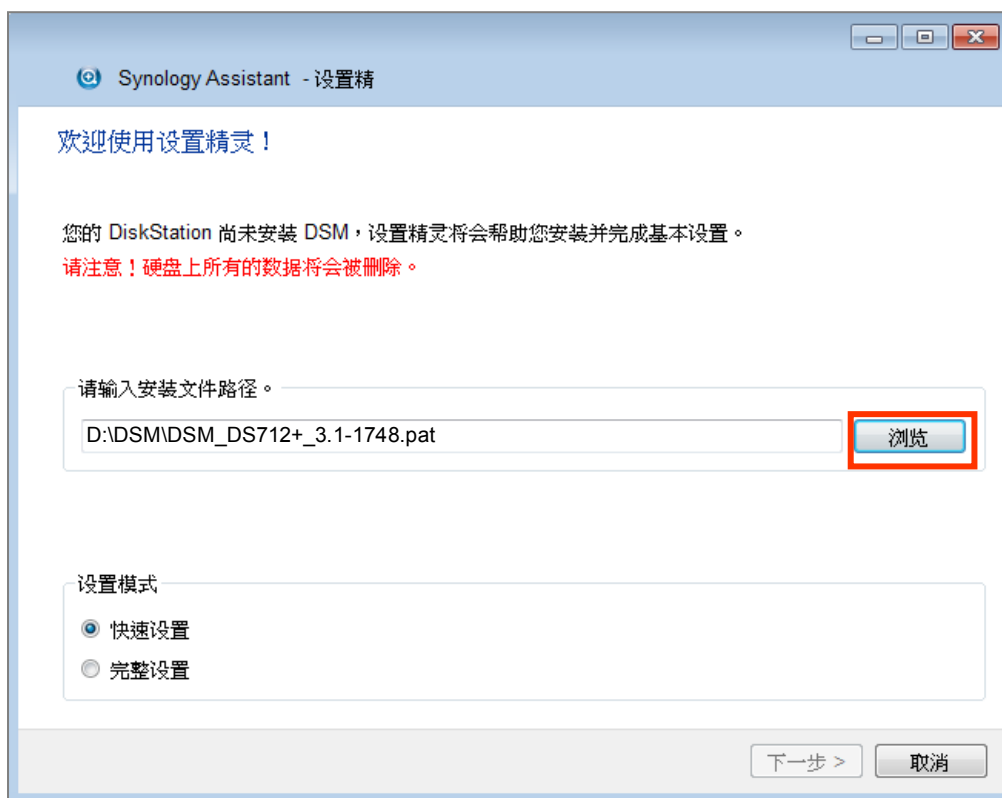 Synology Assistant - 设置精
欢迎使用设置精灵！
您的 DiskStation 尚未安装 DSM，设置精灵将会帮助您安装并完成基本设置。
请注意！硬盘上所有的数据将会被删除。
请输入安装文件路径。
D:\DSM\DSM_DS712+_3.1-1748.pat
浏览
设置模式
快速设置
完整设置
下一步 >
取消